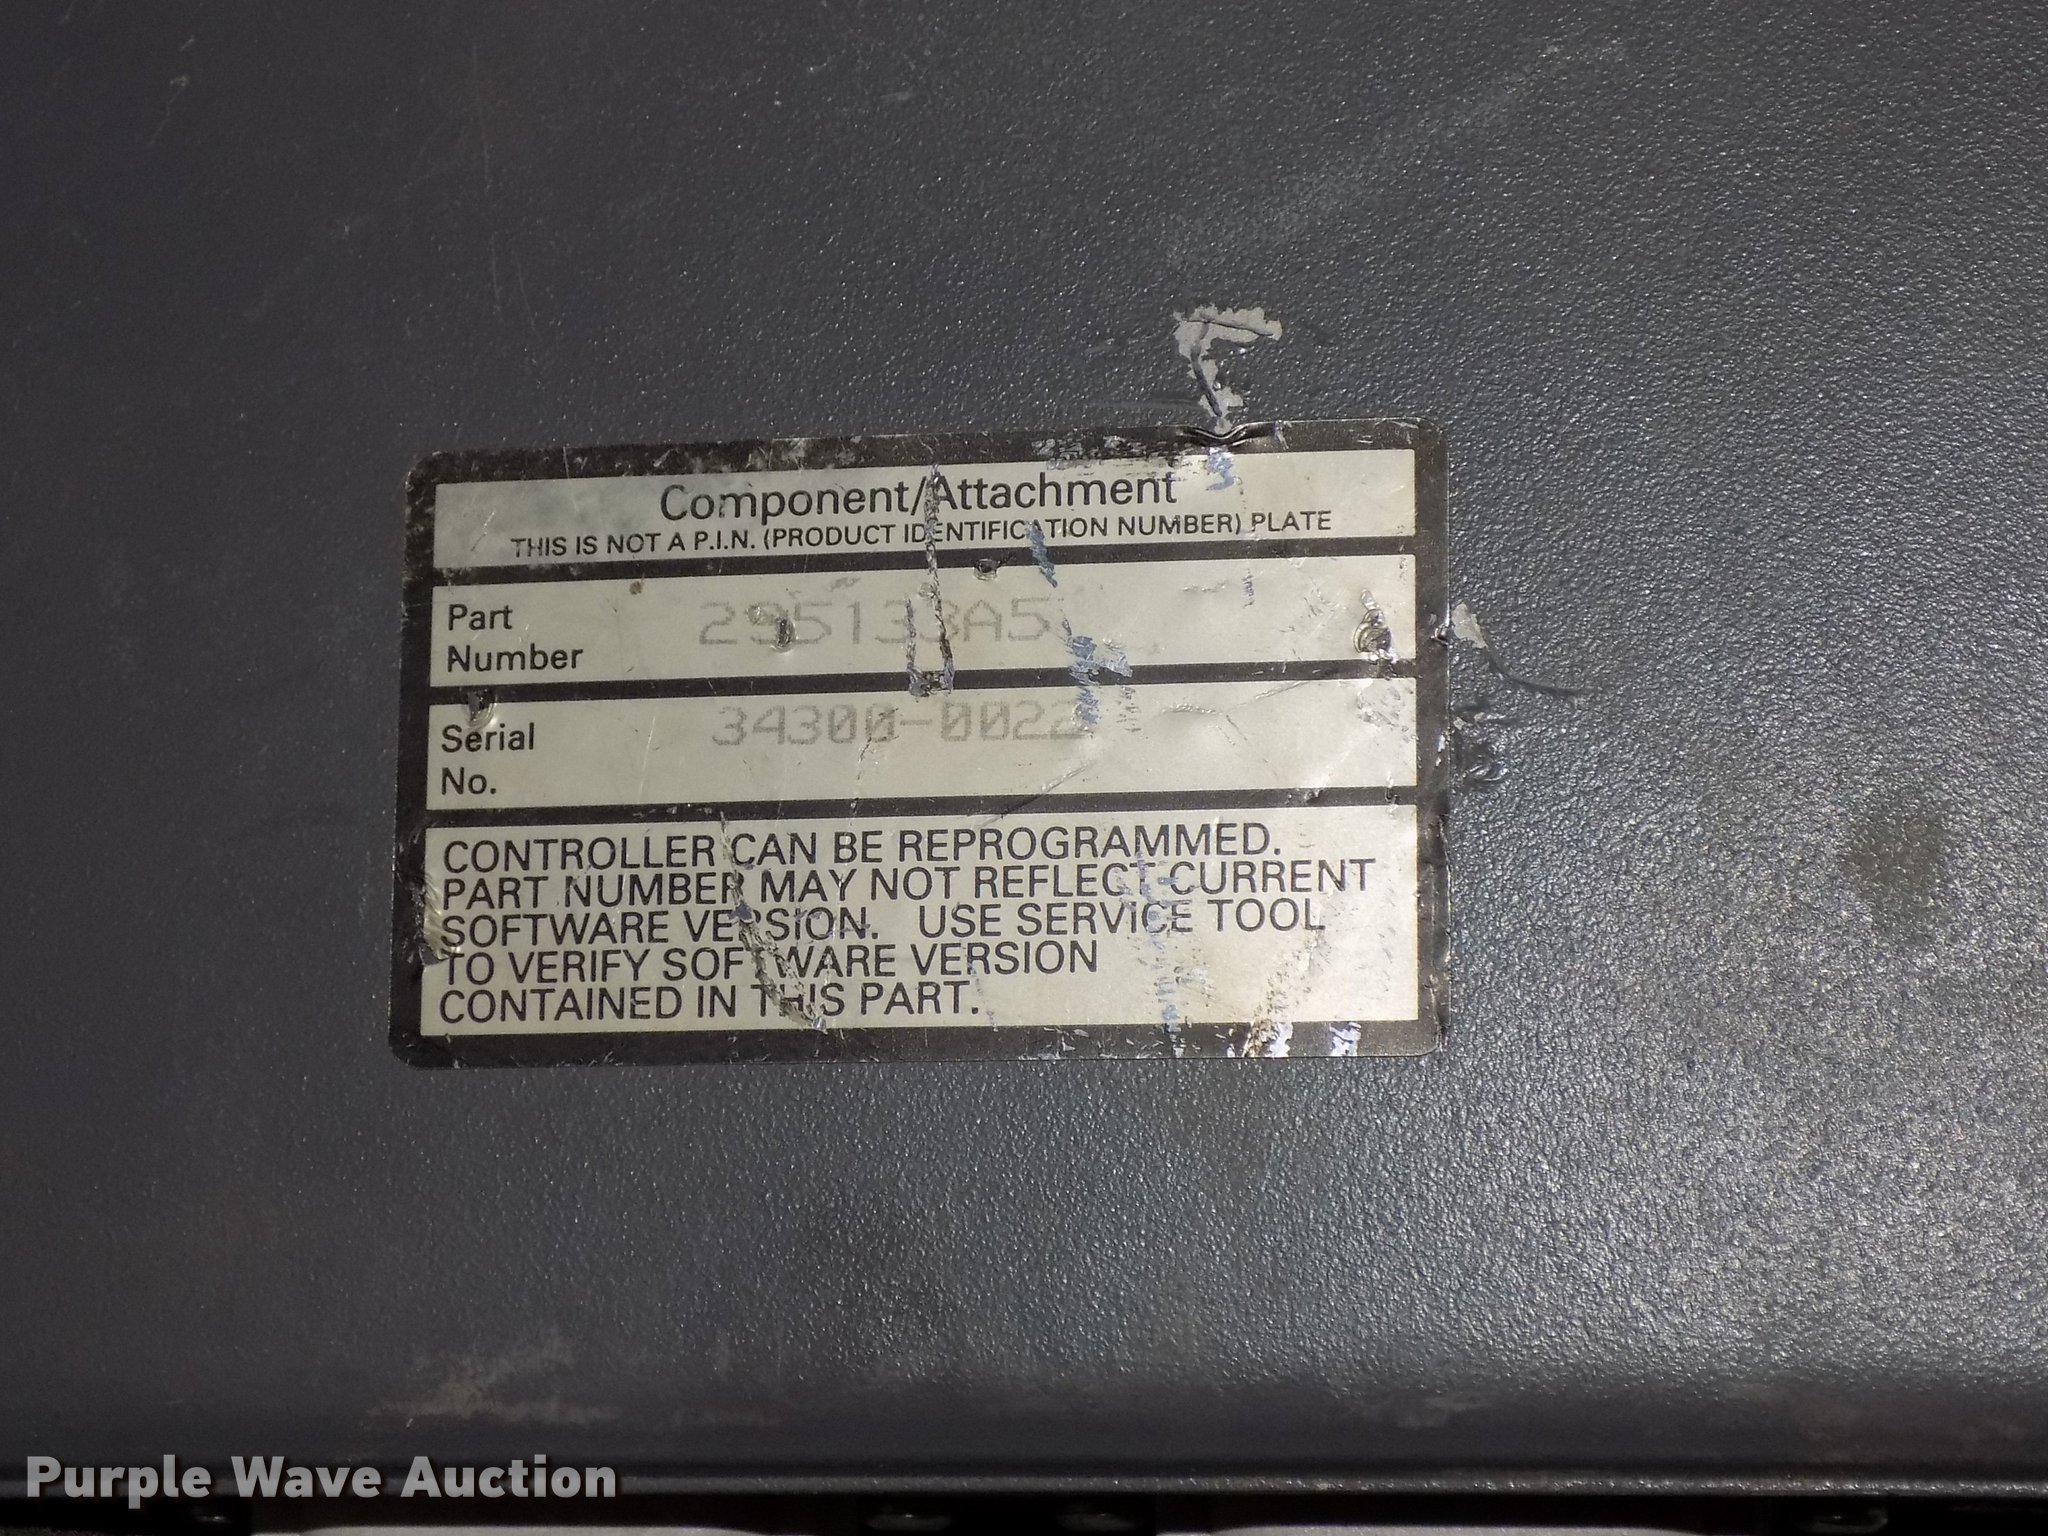 Component/Attachment
THIS IS NOT A P.I.N. (PRODUCT IDENTIFICATION NUMBER) PLATE
Part Number 295133A5
Serial No. 34300-0022
CONTROLLER CAN BE REPROGRAMMED.
PART NUMBER MAY NOT REFLECT CURRENT
SOFTWARE VERSION. USE SERVICE TOOL
TO VERIFY SOFTWARE VERSION
CONTAINED IN THIS PART.
Purple Wave Auction